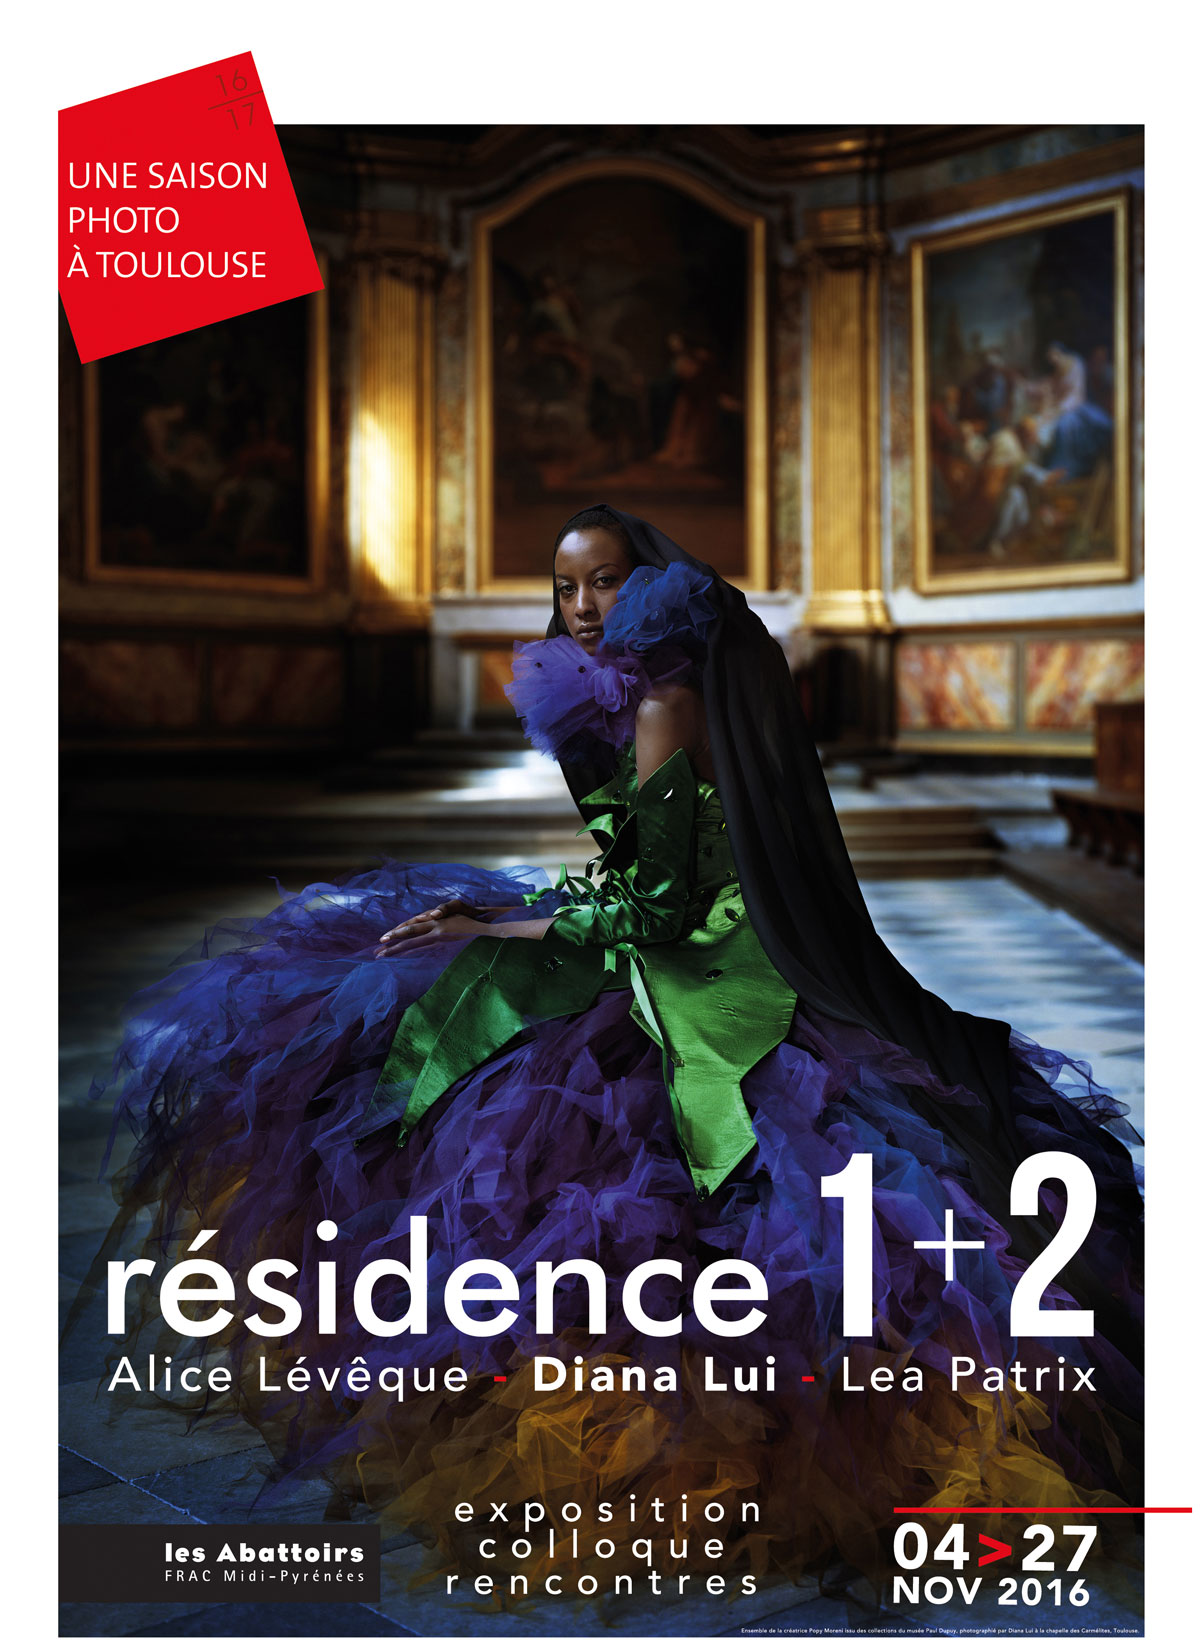 16
17
UNE SAISON
PHOTO
À TOULOUSE
résidence 1+2
Alice Lévêque - Diana Lui - Lea Patrix
exposition
colloque
rencontres
les Abattoirs
FRAC Midi-Pyrénées
04>27
NOV 2016
Ensemble de la créatrice Popy Moreni issu des collections du musée Paul Dupuy, photographié par Diana Lui à la chapelle des Carmélites, Toulouse.